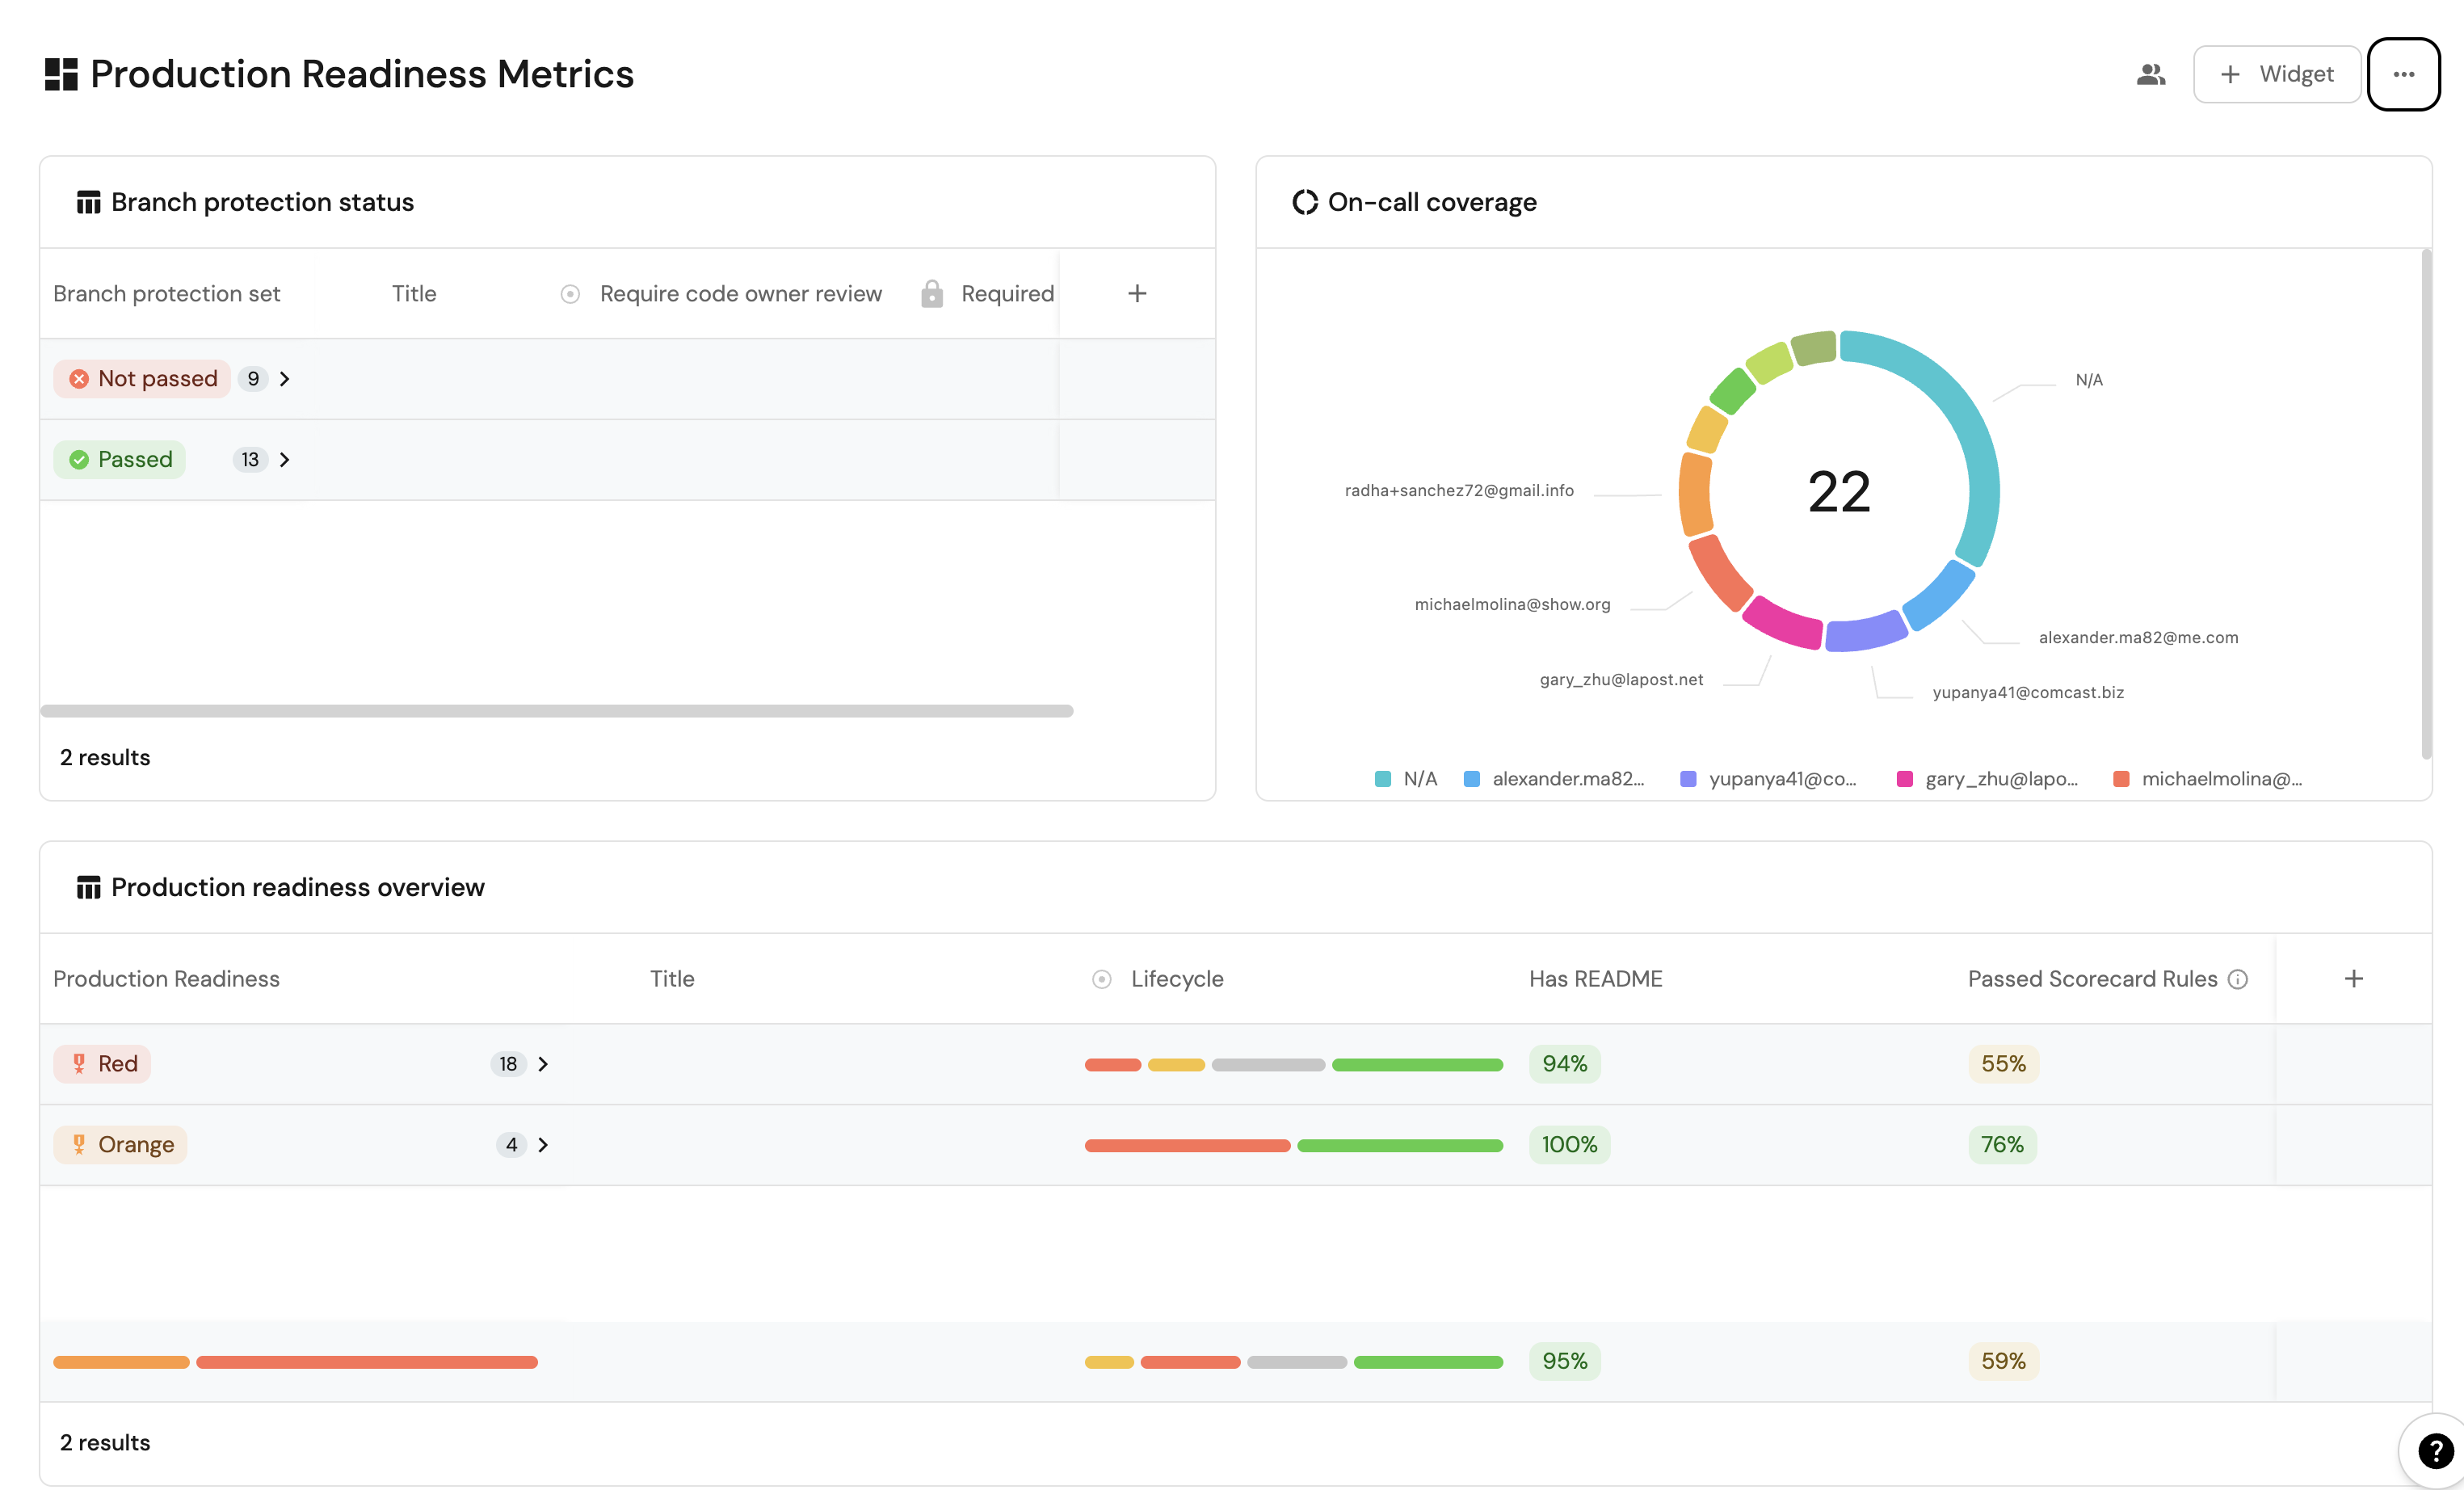 Production Readiness Metrics
+ Widget
Branch protection status
Branch protection set Title Require code owner review Required
Not passed 9
Passed 13
2 results
On-call coverage
N/A
radha+sanchez72@gmail.info
22
michaelmolina@show.org
alexander.ma82@me.com
gary_zhu@lapost.net
yupanya41@comcast.biz
N/A alexander.ma82... yupanya41@co... gary_zhu@lapo... michaelmolina@...
Production readiness overview
Production Readiness Title Lifecycle Has README Passed Scorecard Rules
Red 18 94% 55%
Orange 4 100% 76%
95% 59%
2 results